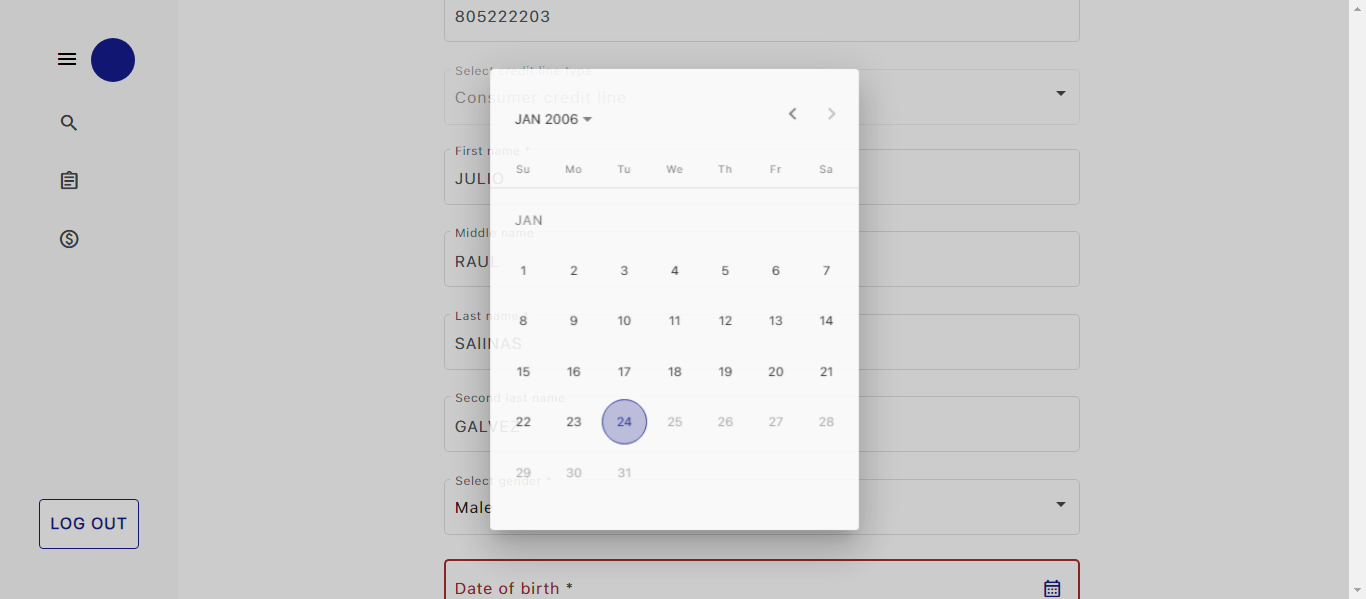 805222203
Select credit line type
Consumer credit line
JAN 2006
First name *
Su Mo Tu We Th Fr Sa
JULIO
JAN
Middle name
RAUL
1 2 3 4 5 6 7
Last name *
8 9 10 11 12 13 14
SAlINAS
15 16 17 18 19 20 21
Second last name
GALVEZ
22 23 24 25 26 27 28
29 30 31
Select gender *
Male
LOG OUT
Date of birth *